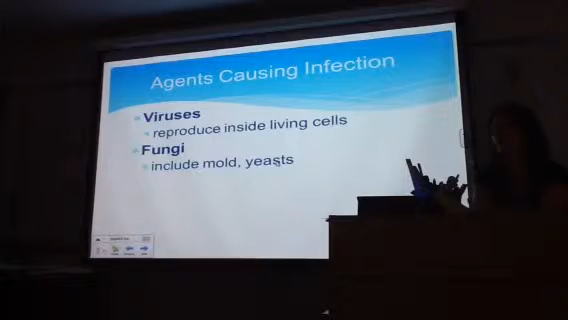 Agents Causing Infection
Viruses
reproduce inside living cells
Fungi
include mold, yeasts